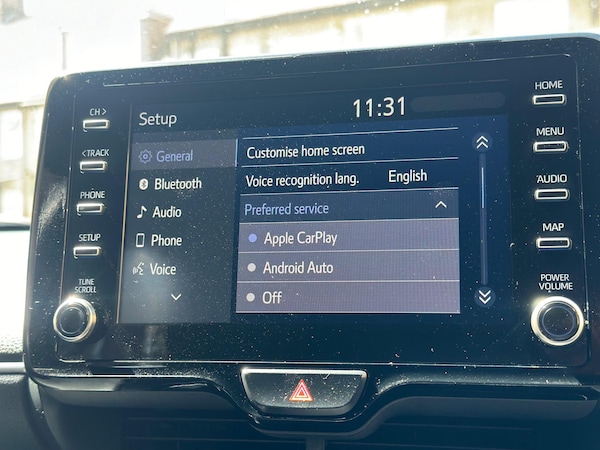 Setup
11:31
General
Bluetooth
Audio
Phone
Voice
Customise home screen
Voice recognition lang. English
Preferred service
Apple CarPlay
Android Auto
Off
CH >
< TRACK
PHONE
SETUP
TUNE
SCROLL
HOME
MENU
AUDIO
MAP
POWER
VOLUME